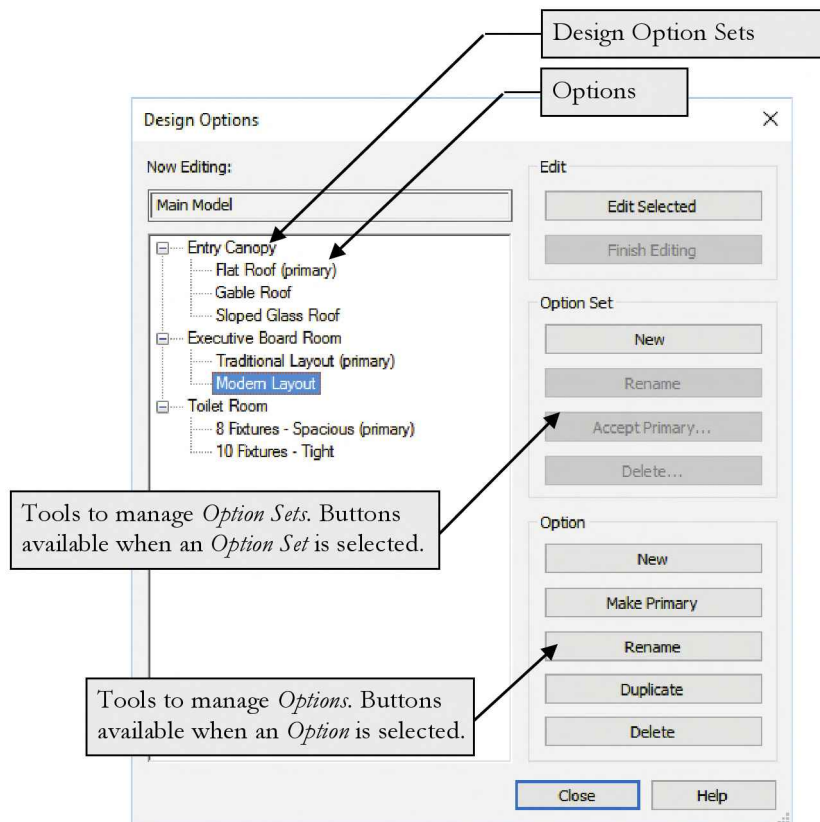 Design Option Sets
Options
Design Options
Now Editing:
Main Model
Entry Canopy
Flat Roof (primary)
Gable Roof
Sloped Glass Roof
Executive Board Room
Traditional Layout (primary)
Modern Layout
Toilet Room
8 Fixtures - Spacious (primary)
10 Fixtures - Tight
Tools to manage Option Sets. Buttons
available when an Option Set is selected.
Tools to manage Options. Buttons
available when an Option is selected.
Edit
Edit Selected
Finish Editing
Option Set
New
Rename
Accept Primary...
Delete...
Option
New
Make Primary
Rename
Duplicate
Delete
Close
Help